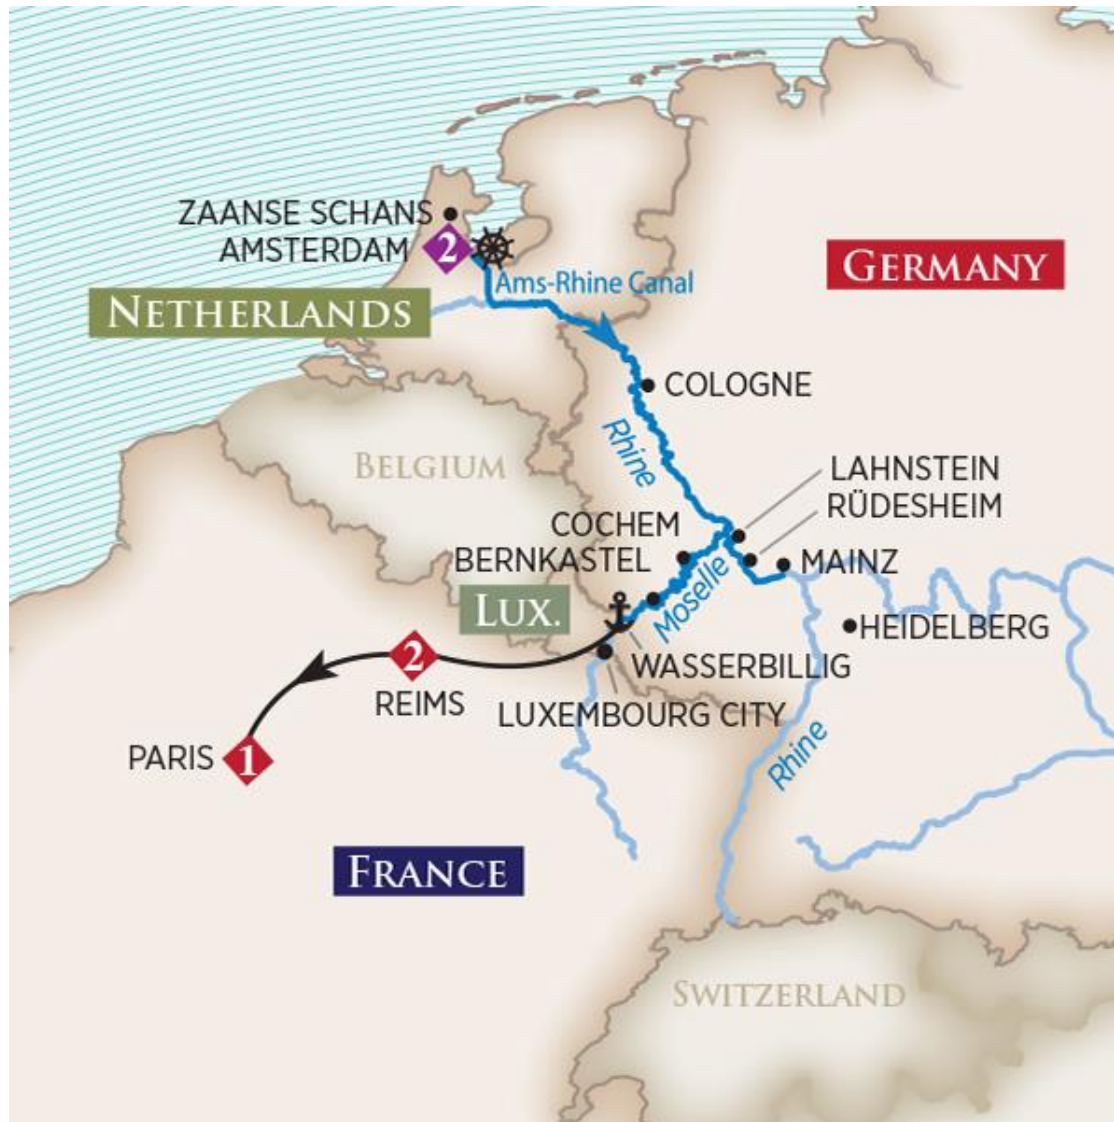 ZAANSE SCHANS
AMSTERDAM 2
Ams-Rhine Canal
GERMANY
NETHERLANDS
COLOGNE
Rhine
BELGIUM
LAHNSTEIN
RÜDESHEIM
COCHEM
BERNKASTEL
MAINZ
Moselle
LUX.
HEIDELBERG
WASSERBILLIG
2
REIMS
LUXEMBOURG CITY
PARIS 1
Rhine
FRANCE
SWITZERLAND